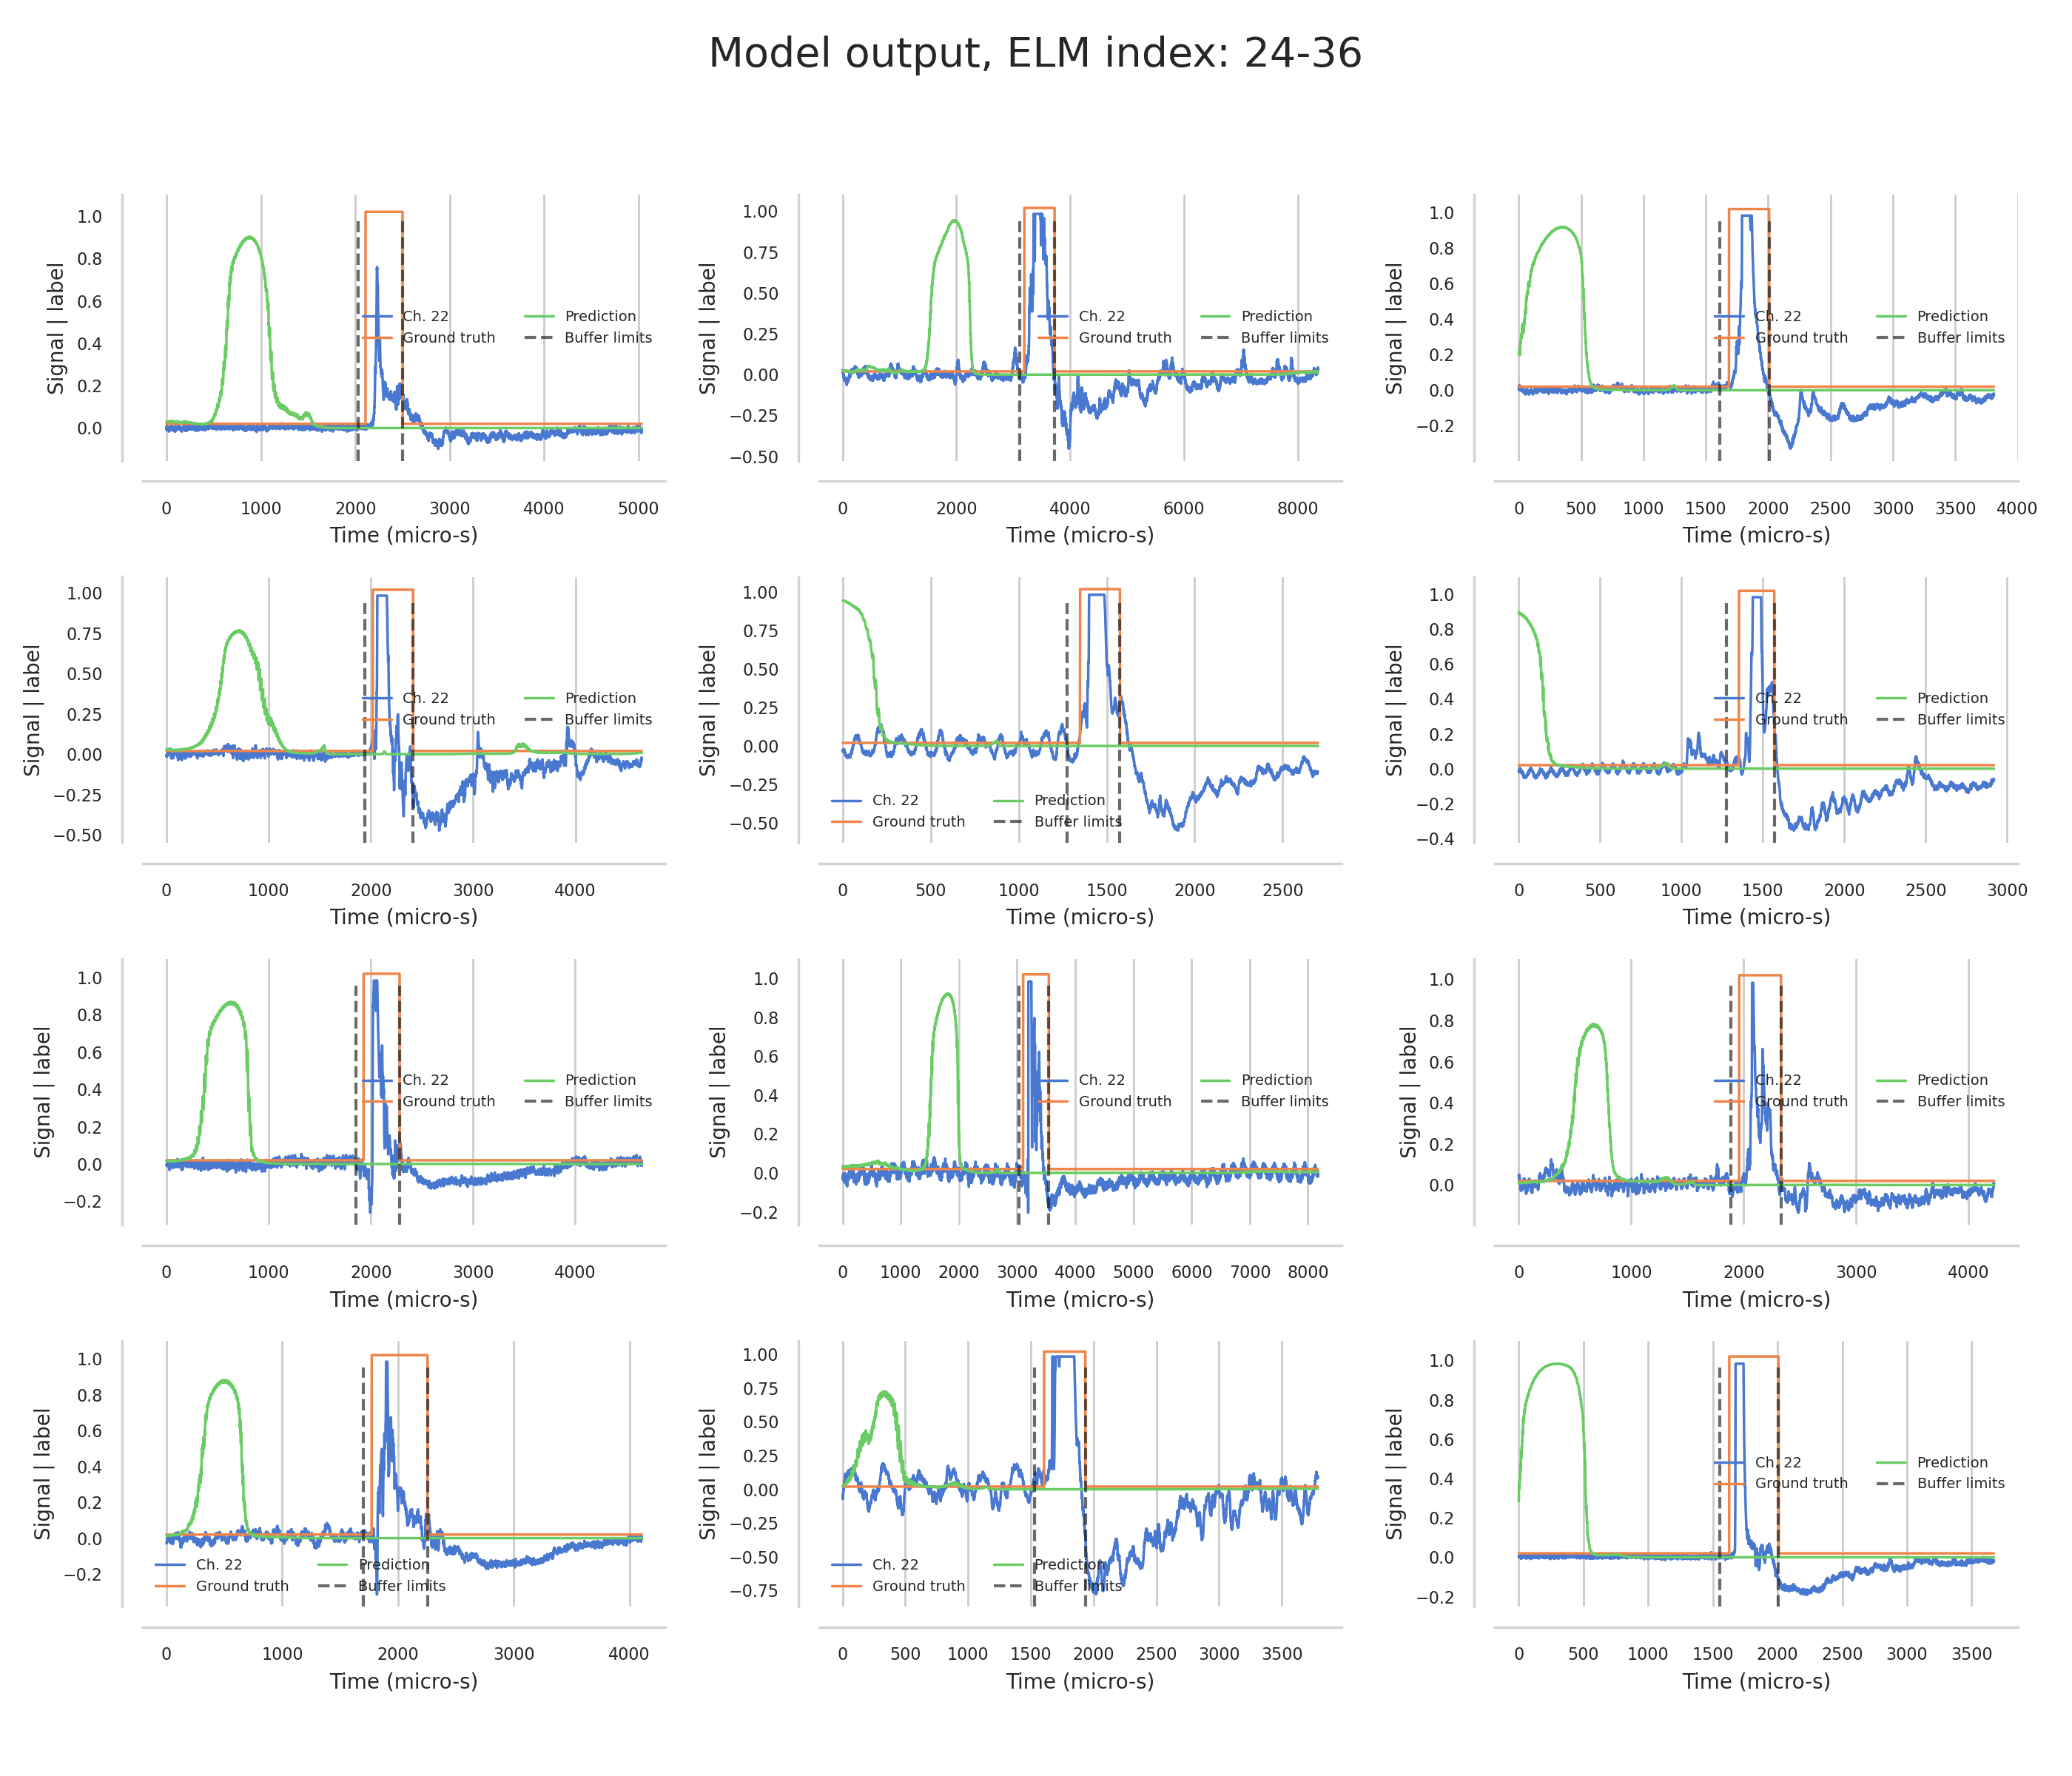 Model output, ELM index: 24-36
Signal | label
1.0
0.8
0.6
0.4
0.2
0.0
Ch. 22
Ground truth
Prediction
Buffer limits
0 1000 2000 3000 4000 5000
Time (micro-s)
Signal | label
1.00
0.75
0.50
0.25
0.00
−0.25
−0.50
Ch. 22
Ground truth
Prediction
Buffer limits
0 2000 4000 6000 8000
Time (micro-s)
Signal | label
1.0
0.8
0.6
0.4
0.2
0.0
−0.2
Ch. 22
Ground truth
Prediction
Buffer limits
0 500 1000 1500 2000 2500 3000 3500 4000
Time (micro-s)
Signal | label
1.00
0.75
0.50
0.25
0.00
−0.25
−0.50
Ch. 22
Ground truth
Prediction
Buffer limits
0 1000 2000 3000 4000
Time (micro-s)
Signal | label
1.00
0.75
0.50
0.25
0.00
−0.25
−0.50
Ch. 22
Ground truth
Prediction
Buffer limits
0 500 1000 1500 2000 2500
Time (micro-s)
Signal | label
1.0
0.8
0.6
0.4
0.2
0.0
−0.2
−0.4
Ch. 22
Ground truth
Prediction
Buffer limits
0 500 1000 1500 2000 2500 3000
Time (micro-s)
Signal | label
1.0
0.8
0.6
0.4
0.2
0.0
−0.2
Ch. 22
Ground truth
Prediction
Buffer limits
0 1000 2000 3000 4000
Time (micro-s)
Signal | label
1.0
0.8
0.6
0.4
0.2
0.0
−0.2
Ch. 22
Ground truth
Prediction
Buffer limits
0 1000 2000 3000 4000 5000 6000 7000 8000
Time (micro-s)
Signal | label
1.0
0.8
0.6
0.4
0.2
0.0
Ch. 22
Ground truth
Prediction
Buffer limits
0 1000 2000 3000 4000
Time (micro-s)
Signal | label
1.0
0.8
0.6
0.4
0.2
0.0
−0.2
Ch. 22
Ground truth
Prediction
Buffer limits
0 1000 2000 3000 4000
Time (micro-s)
Signal | label
1.00
0.75
0.50
0.25
0.00
−0.25
−0.50
−0.75
Ch. 22
Ground truth
Prediction
Buffer limits
0 500 1000 1500 2000 2500 3000 3500
Time (micro-s)
Signal | label
1.0
0.8
0.6
0.4
0.2
0.0
−0.2
Ch. 22
Ground truth
Prediction
Buffer limits
0 500 1000 1500 2000 2500 3000 3500
Time (micro-s)